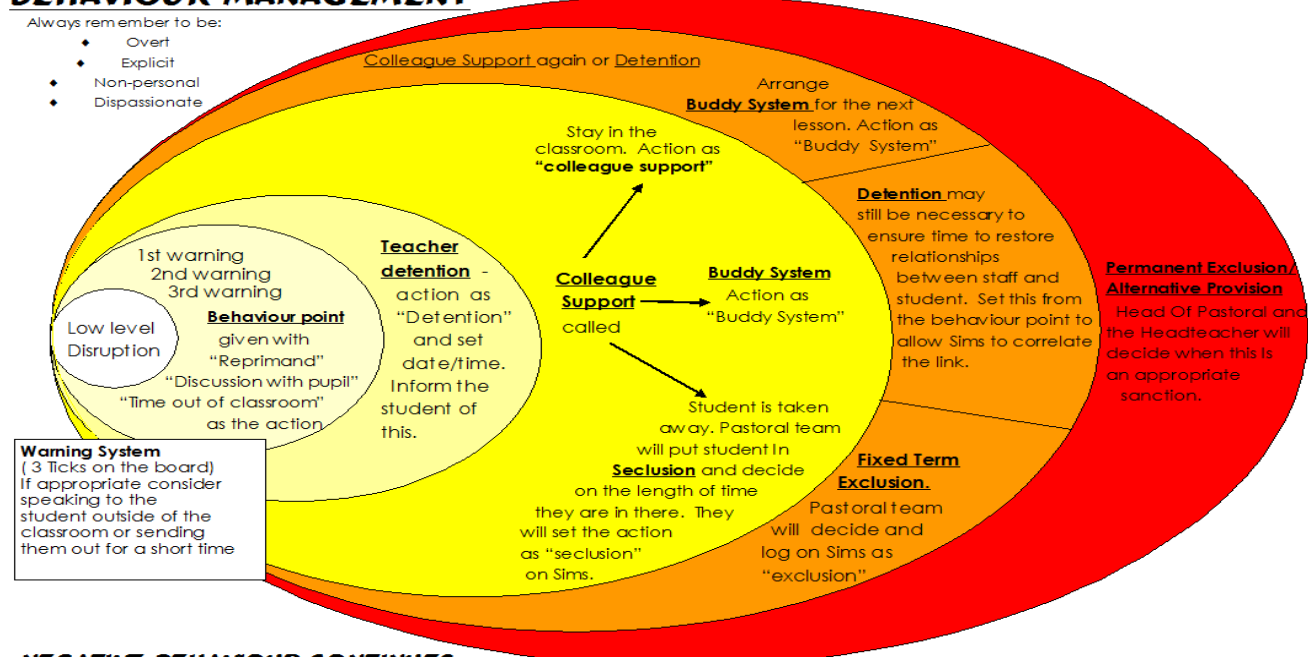 BEHAVIOUR MANAGEMENT
Always remember to be:
◆ Overt
◆ Explicit
◆ Non-personal
◆ Dispassionate
Colleague Support again or Detention
Arrange
Buddy System for the next
lesson. Action as
“Buddy System”
Stay in the
classroom. Action as
“colleague support”
Detention may
still be necessary to
ensure time to restore
relationships
between staff and
student. Set this from
the behaviour point to
allow Sims to correlate
the link.
1st warning
2nd warning
3rd warning
Teacher
detention -
action as
“Detention”
and set
date/time.
Inform the
student of
this.
Colleague
Support
called
Buddy System
Action as
“Buddy System”
Permanent Exclusion/
Alternative Provision
Head Of Pastoral and
the Headteacher will
decide when this is
an appropriate
sanction.
Low level
Disruption
Behaviour point
given with
“Reprimand”
“Discussion with pupil”
“Time out of classroom”
as the action
Student is taken
away. Pastoral team
will put student in
Seclusion and decide
on the length of time
they are in there. They
will set the action
as “seclusion”
on Sims.
Fixed Term
Exclusion.
Pastoral team
will decide and
log on Sims as
“exclusion”
Warning System
( 3 Ticks on the board)
If appropriate consider
speaking to the
student outside of the
classroom or sending
them out for a short time
NEGATIVE BEHAVIOUR CONTINUES